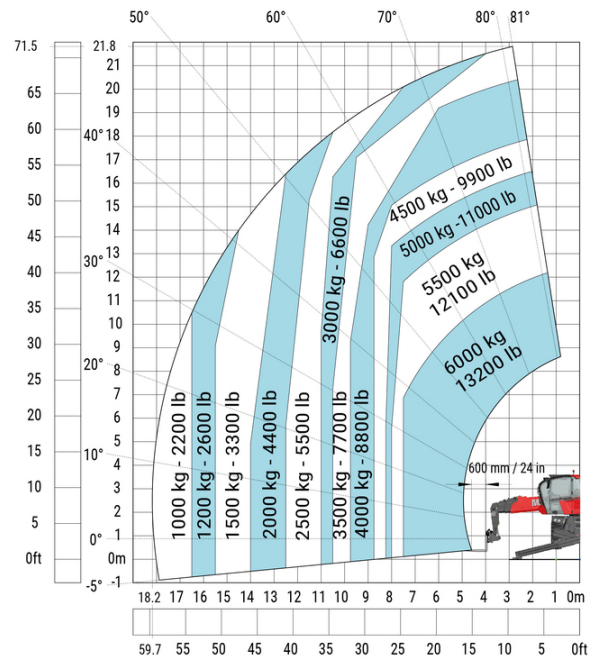 50° 60° 70° 80° 81°
71.5 21.8
21
65 20
19
60 40° 18
17
55 16
15
50 14
45 13
30° 12
40 11
35 10
9
30 8
20° 7
25 6
20 5
15 10° 4
3
10 2
5 0° 1
0ft 0m
-5° -1
1000 kg - 2200 lb
1200 kg - 2600 lb
1500 kg - 3300 lb
2000 kg - 4400 lb
2500 kg - 5500 lb
3000 kg - 6600 lb
3500 kg - 7700 lb
4000 kg - 8800 lb
4500 kg - 9900 lb
5000 kg -11000 lb
5500 kg
12100 lb
6000 kg
13200 lb
600 mm / 24 in
18.2 17 16 15 14 13 12 11 10 9 8 7 6 5 4 3 2 1 0m
59.7 55 50 45 40 35 30 25 20 15 10 5 0ft